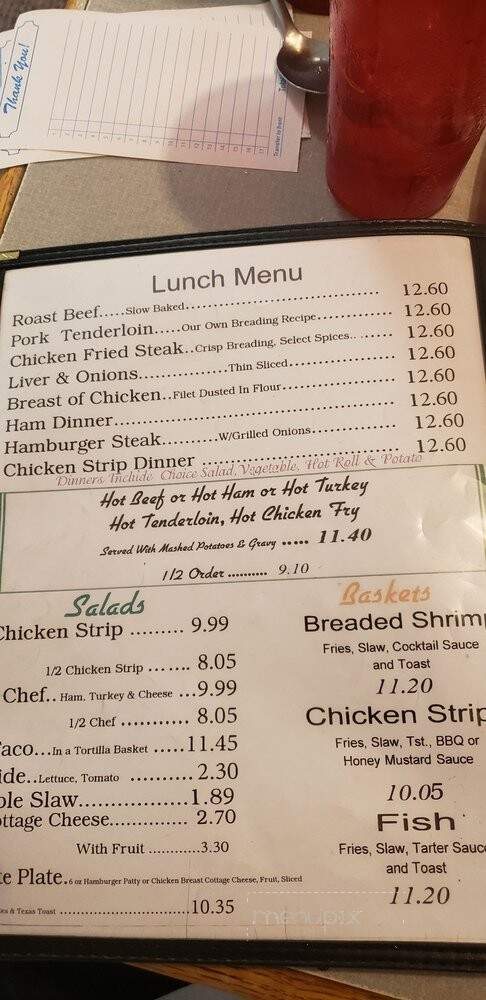 Thank You!
Lunch Menu
Roast Beef.....Slow Baked.................................... 12.60
Pork Tenderloin.....Our Own Breading Recipe.............. 12.60
Chicken Fried Steak..Crisp Breading, Select Spices.. ....... 12.60
Liver & Onions................Thin Sliced........................ 12.60
Breast of Chicken..Filet Dusted In Flour..................... 12.60
Ham Dinner..................................................... 12.60
Hamburger Steak..........W/Grilled Onions.................. 12.60
Chicken Strip Dinner ........................................ 12.60
Dinners Include Choice Salad, Vegetable, Hot Roll & Potato
Hot Beef or Hot Ham or Hot Turkey
Hot Tenderloin, Hot Chicken Fry
Served With Mashed Potatoes & Gravy ..... 11.40
1/2 Order .......... 9.10
Salads
Chicken Strip ......... 9.99
1/2 Chicken Strip ....... 8.05
Chef.. Ham, Turkey & Cheese ...9.99
1/2 Chef ........... 8.05
aco...In a Tortilla Basket .....11.45
ide..Lettuce, Tomato .......... 2.30
ole Slaw.................1.89
ottage Cheese............. 2.70
With Fruit ............3.30
te Plate.6 oz Hamburger Patty or Chicken Breast Cottage Cheese, Fruit, Sliced
& Texas Toast ....................................10.35
Baskets
Breaded Shrimp
Fries, Slaw, Cocktail Sauce
and Toast
11.20
Chicken Strip
Fries, Slaw, Tst., BBQ or
Honey Mustard Sauce
10.05
Fish
Fries, Slaw, Tarter Sauce
and Toast
11.20
menupix